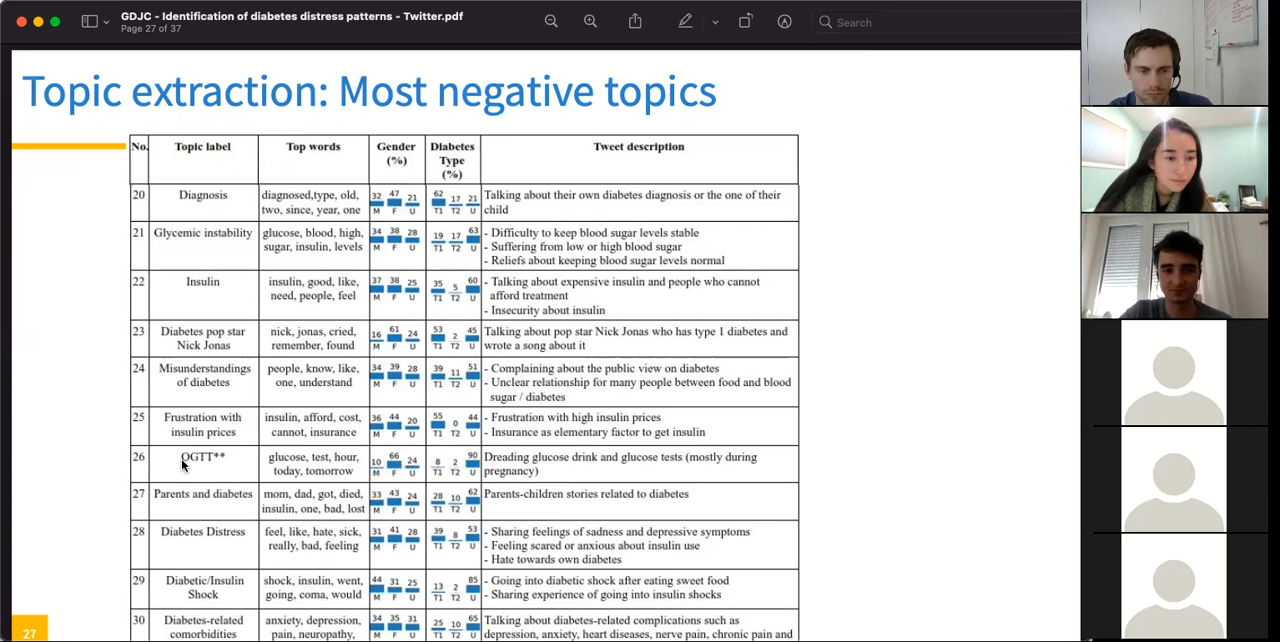 GDJC - Identification of diabetes distress patterns - Twitter.pdf
Page 27 of 37
Search
Topic extraction: Most negative topics
No. Topic label Top words Gender (%) Diabetes Type (%) Tweet description
20 Diagnosis diagnosed,type, old, two, since, year, one 32 47 21 M F U 62 17 21 T1 T2 U Talking about their own diabetes diagnosis or the one of their child
21 Glycemic instability glucose, blood, high, sugar, insulin, levels 34 38 28 M F U 19 17 63 T1 T2 U - Difficulty to keep blood sugar levels stable
- Suffering from low or high blood sugar
- Reliefs about keeping blood sugar levels normal
22 Insulin insulin, good, like, need, people, feel 37 38 25 M F U 35 5 60 T1 T2 U - Talking about expensive insulin and people who cannot afford treatment
- Insecurity about insulin
23 Diabetes pop star Nick Jonas nick, jonas, cried, remember, found 16 61 24 M F U 53 2 45 T1 T2 U Talking about pop star Nick Jonas who has type 1 diabetes and wrote a song about it
24 Misunderstandings of diabetes people, know, like, one, understand 34 39 28 M F U 39 11 51 T1 T2 U - Complaining about the public view on diabetes
- Unclear relationship for many people between food and blood sugar / diabetes
25 Frustration with insulin prices insulin, afford, cost, cannot, insurance 36 44 20 M F U 55 0 44 T1 T2 U - Frustration with high insulin prices
- Insurance as elementary factor to get insulin
26 OGTT** glucose, test, hour, today, tomorrow 10 66 24 M F U 8 2 90 T1 T2 U Dreading glucose drink and glucose tests (mostly during pregnancy)
27 Parents and diabetes mom, dad, got, died, insulin, one, bad, lost 33 43 24 M F U 28 10 62 T1 T2 U Parents-children stories related to diabetes
28 Diabetes Distress feel, like, hate, sick, really, bad, feeling 31 41 28 M F U 39 8 53 T1 T2 U - Sharing feelings of sadness and depressive symptoms
- Feeling scared or anxious about insulin use
- Hate towards own diabetes
29 Diabetic/Insulin Shock shock, insulin, went, going, coma, would 44 31 25 M F U 13 2 85 T1 T2 U - Going into diabetic shock after eating sweet food
- Sharing experience of going into insulin shocks
30 Diabetes-related comorbidities anxiety, depression, pain, neuropathy, 34 35 31 M F U 25 10 65 T1 T2 U Talking about diabetes-related complications such as depression, anxiety, heart diseases, nerve pain, chronic pain and
27